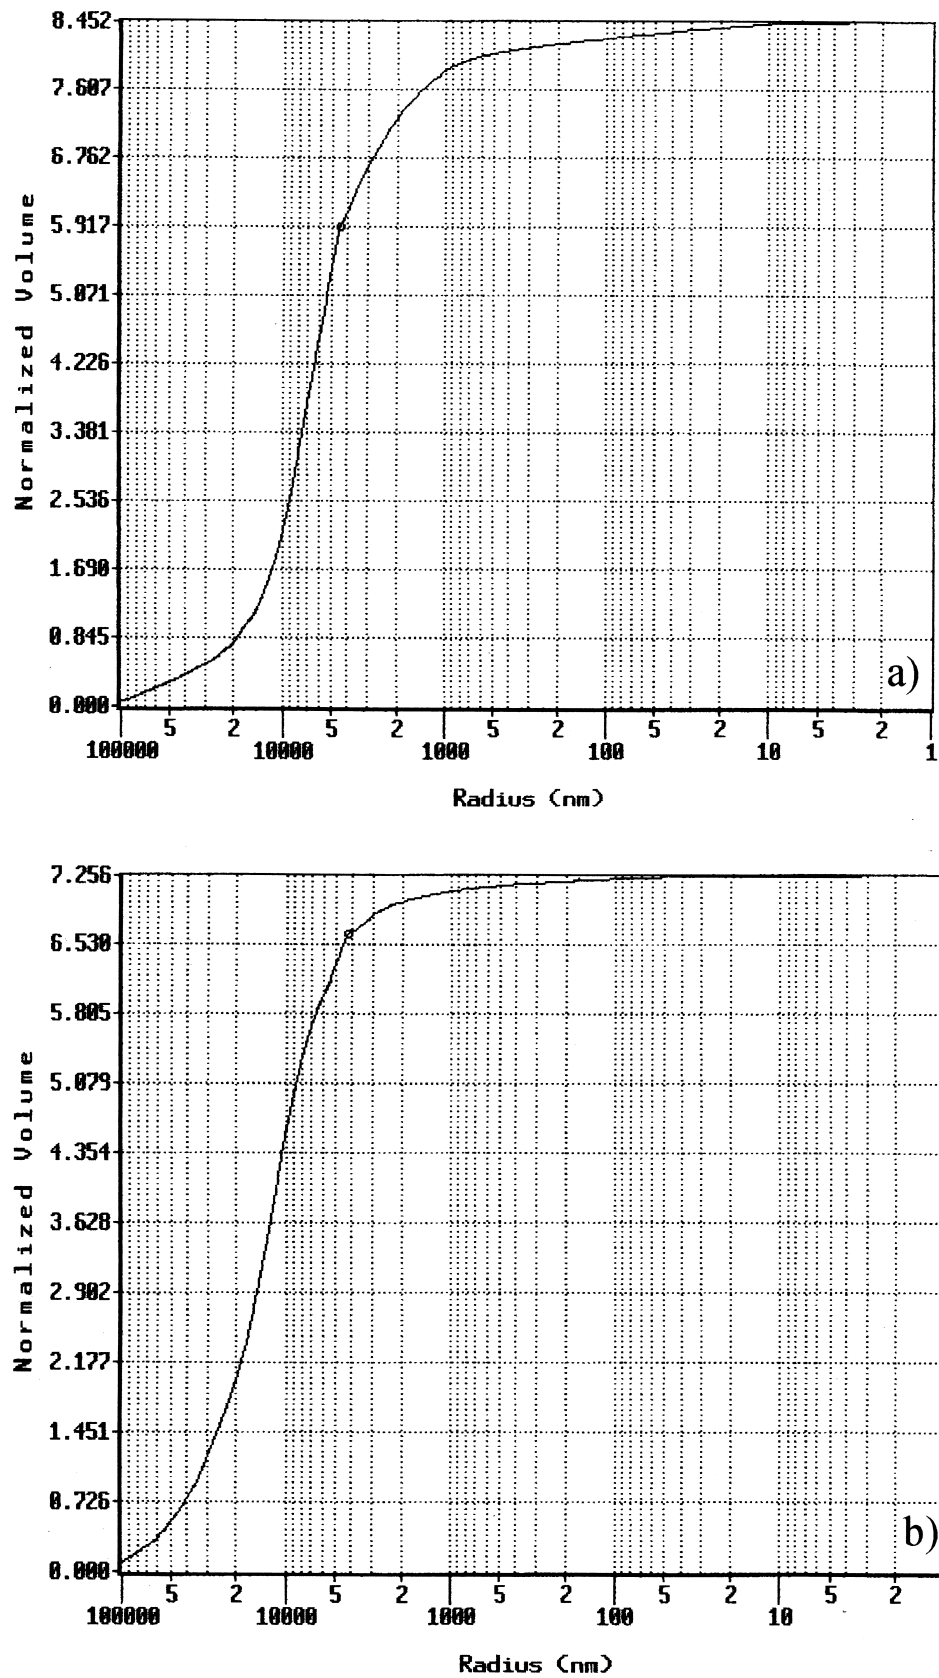 8.452
7.607
6.762
5.917
5.071
4.226
3.381
2.536
1.690
0.845
0.000
Normalized Volume
a)
5 2 5 2 5 2 5 2 5 2
100000 10000 1000 100 10 1
Radius (nm)
7.256
6.530
5.805
5.079
4.354
3.628
2.902
2.177
1.451
0.726
0.000
Normalized Volume
b)
5 2 5 2 5 2 5 2 5 2
100000 10000 1000 100 10
Radius (nm)